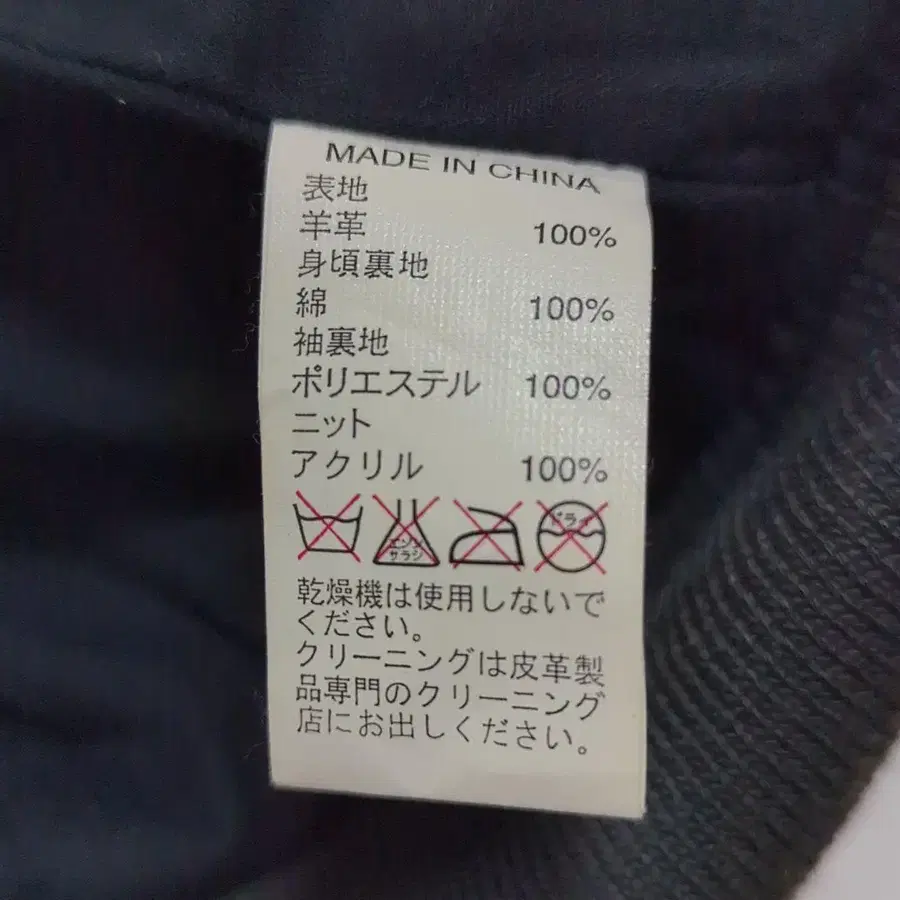 MADE IN CHINA
表地
羊革 100%
身頃裏地
綿 100%
袖裏地
ポリエステル 100%
ニット
アクリル 100%
エンソ
サラシ
ドライ
乾燥機は使用しないで
ください。
クリーニングは皮革製
品専門のクリーニング
店にお出しください。